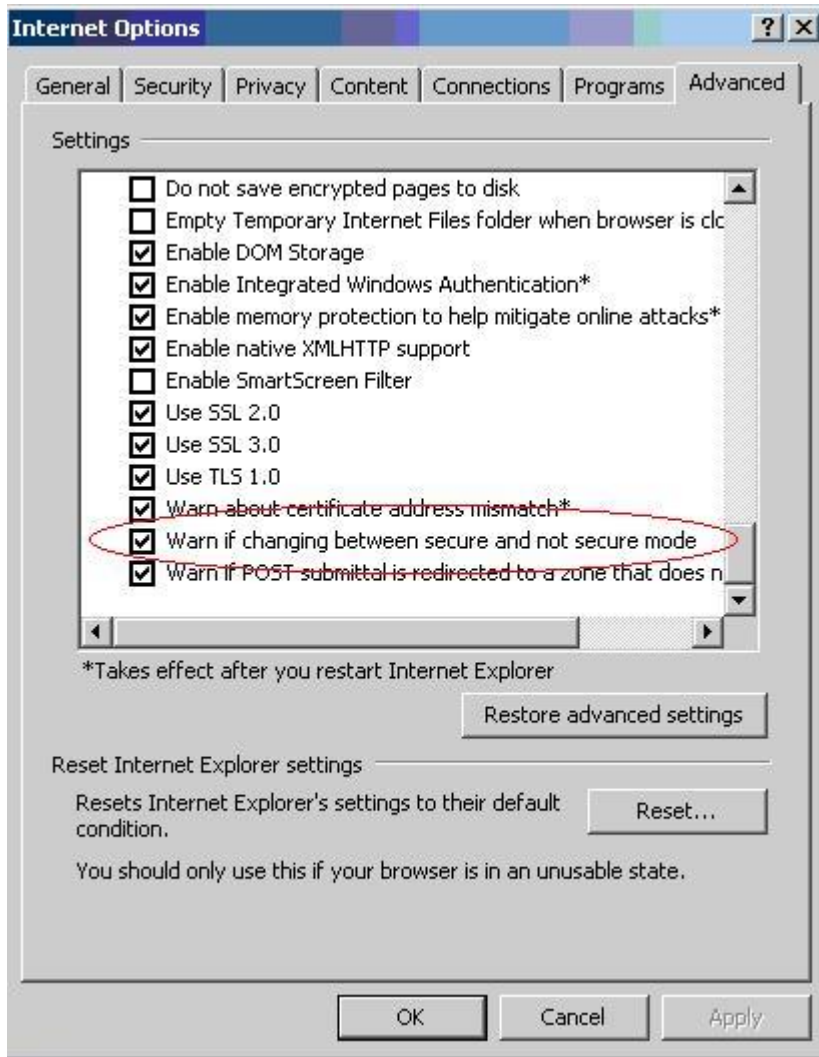 Internet Options
General Security Privacy Content Connections Programs Advanced
Settings
Do not save encrypted pages to disk
Empty Temporary Internet Files folder when browser is clo
Enable DOM Storage
Enable Integrated Windows Authentication*
Enable memory protection to help mitigate online attacks*
Enable native XMLHTTP support
Enable SmartScreen Filter
Use SSL 2.0
Use SSL 3.0
Use TLS 1.0
Warn about certificate address mismatch*
Warn if changing between secure and not secure mode
Warn if POST submittal is redirected to a zone that does n
*Takes effect after you restart Internet Explorer
Restore advanced settings
Reset Internet Explorer settings
Resets Internet Explorer's settings to their default
condition.
Reset...
You should only use this if your browser is in an unusable state.
OK Cancel Apply